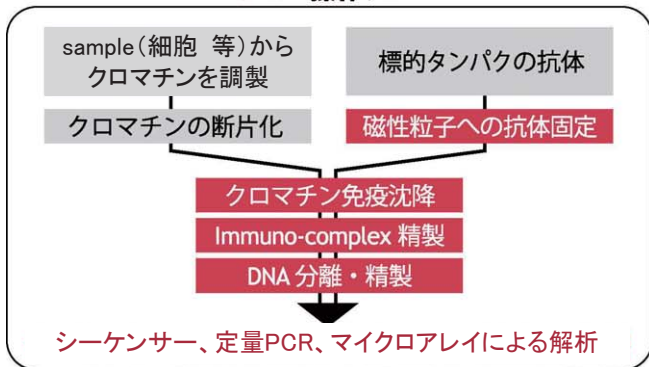 sample（細胞 等）から
クロマチンを調製
標的タンパクの抗体
クロマチンの断片化
磁性粒子への抗体固定
クロマチン免疫沈降
Immuno-complex 精製
DNA 分離・精製
シーケンサー、定量PCR、マイクロアレイによる解析